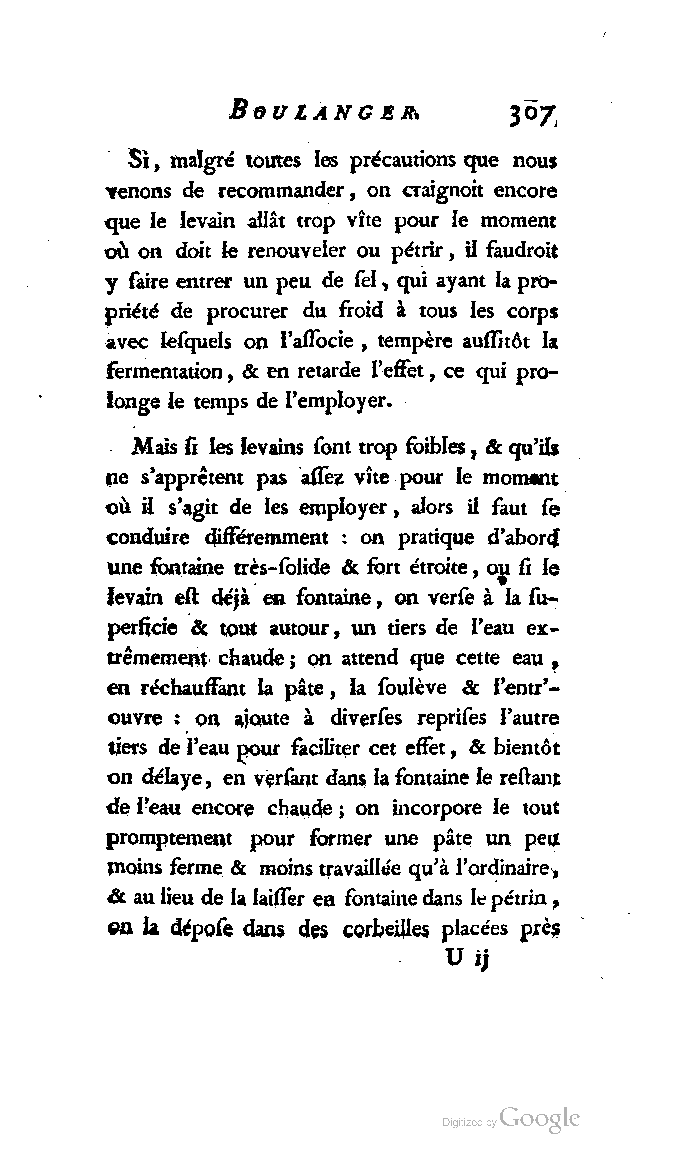 BOULANGER. 307
Si, malgré toutes les précautions que nous
venons de recommander, on craignoit encore
que le levain allât trop vîte pour le moment
où on doit le renouveler ou pétrir, il faudroit
y faire entrer un peu de ſel, qui ayant la pro-
priété de procurer du froid à tous les corps
avec leſquels on l'aſſocie, tempère auſſitôt la
fermentation, & en retarde l'effet, ce qui pro-
longe le temps de l'employer.
Mais ſi les levains ſont trop foibles, & qu'ils
ne s'apprêtent pas aſſez vîte pour le moment
où il s'agit de les employer, alors il faut ſe
conduire différemment : on pratique d'abord
une fontaine très-ſolide & fort étroite, ou ſi le
levain eſt déjà en fontaine, on verſe à la ſu-
perficie & tout autour, un tiers de l'eau ex-
trêmement chaude ; on attend que cette eau,
en réchauffant la pâte, la ſoulève & l'entr'-
ouvre : on ajoute à diverſes repriſes l'autre
tiers de l'eau pour faciliter cet effet, & bientôt
on délaye, en verſant dans la fontaine le reſtant
de l'eau encore chaude ; on incorpore le tout
promptement pour former une pâte un peu
moins ferme & moins travaillée qu'à l'ordinaire,
& au lieu de la laiſſer en fontaine dans le pétrin,
on la dépoſe dans des corbeilles placées près
U ij
Digitized by Google